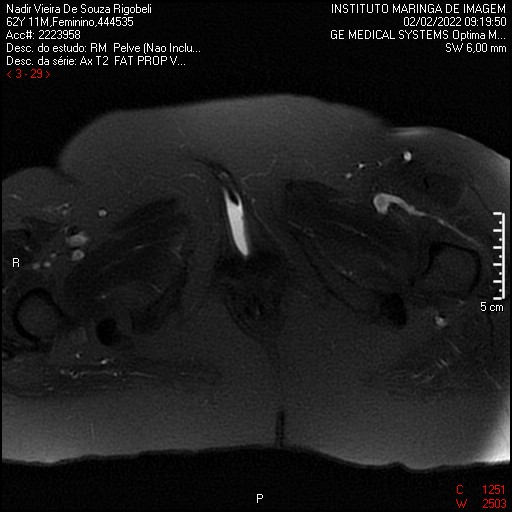 Nadir Vieira De Souza Rigobeli
62Y 11M,Feminino,444535
Acc#: 2223958
Desc. do estudo: RM Pelve (Nao Inclu...
Desc. da série: Ax T2 FAT PROP V...
< 3 - 29 >
INSTITUTO MARINGA DE IMAGEM
02/02/2022 09:19:50
GE MEDICAL SYSTEMS Optima M...
SW 6,00 mm
R
5 cm
P
C 1251
W 2503